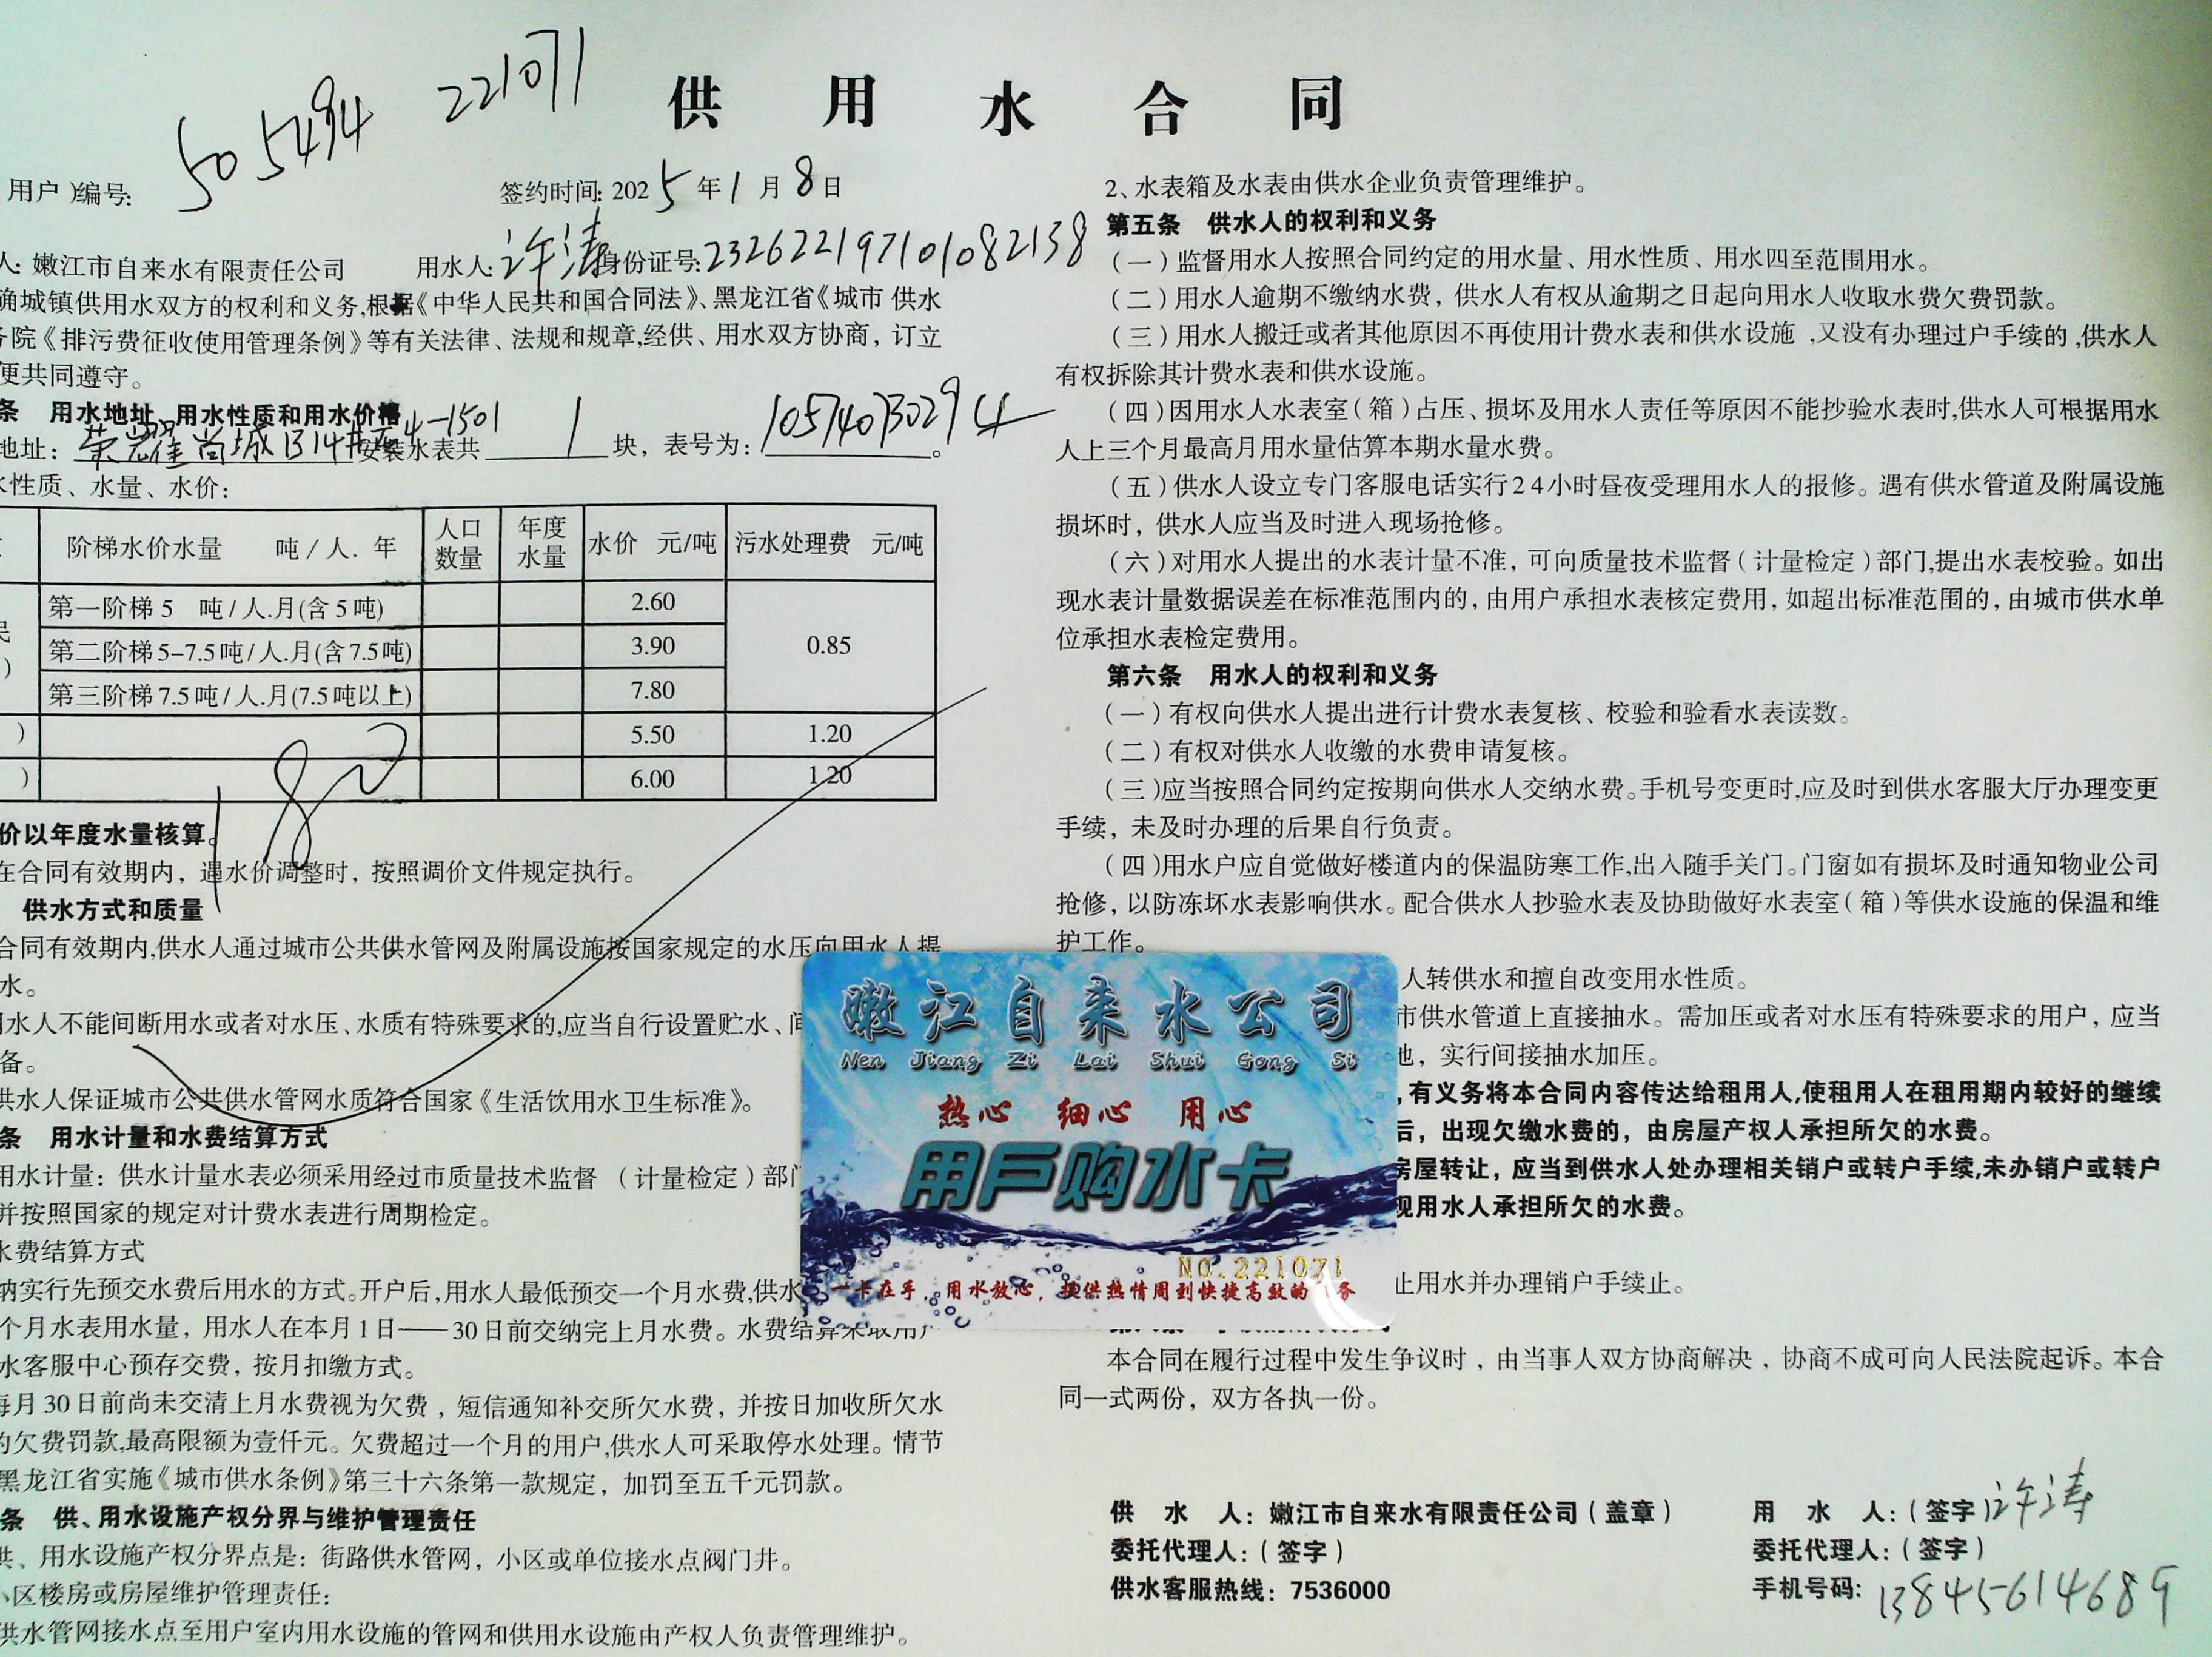 505494 221071
供用水合同
用户)编号:
签约时间: 2025年1月8日
人: 嫩江市自来水有限责任公司 用水人: 许涛 身份证号: 232622197101082138
确城镇供用水双方的权利和义务,根据《中华人民共和国合同法》、黑龙江省《城市 供水
务院《排污费征收使用管理条例》等有关法律、法规和规章,经供、用水双方协商，订立
更共同遵守。
条 用水地址、用水性质和用水价格
地址: 荣耀尚城B14#4-1501 安装水表共 1 块，表号为: 105740730294。
水性质、水量、水价:
阶梯水价水量 吨/人. 年 人口数量 年度水量 水价 元/吨 污水处理费 元/吨
第一阶梯5 吨/人.月(含5吨) 2.60
第二阶梯5-7.5吨/人.月(含7.5吨) 3.90 0.85
第三阶梯7.5吨/人.月(7.5吨以上) 7.80
) 5.50 1.20
) 6.00 1.20
价以年度水量核算。
在合同有效期内，遇水价调整时，按照调价文件规定执行。
供水方式和质量
合同有效期内,供水人通过城市公共供水管网及附属设施按国家规定的水压向用水人提
水。
用水人不能间断用水或者对水压、水质有特殊要求的,应当自行设置贮水、间
备。
供水人保证城市公共供水管网水质符合国家《生活饮用水卫生标准》。
条 用水计量和水费结算方式
用水计量：供水计量水表必须采用经过市质量技术监督（计量检定）部门
并按照国家的规定对计费水表进行周期检定。
水费结算方式
纳实行先预交水费后用水的方式。开户后,用水人最低预交一个月水费,供水
个月水表用水量，用水人在本月1日——30日前交纳完上月水费。水费结算采取用户
水客服中心预存交费，按月扣缴方式。
每月30日前尚未交清上月水费视为欠费，短信通知补交所欠水费，并按日加收所欠水
的欠费罚款,最高限额为壹仟元。欠费超过一个月的用户,供水人可采取停水处理。情节
黑龙江省实施《城市供水条例》第三十六条第一款规定，加罚至五千元罚款。
条 供、用水设施产权分界与维护管理责任
供、用水设施产权分界点是：街路供水管网，小区或单位接水点阀门井。
小区楼房或房屋维护管理责任:
供水管网接水点至用户室内用水设施的管网和供用水设施由产权人负责管理维护。
2、水表箱及水表由供水企业负责管理维护。
第五条 供水人的权利和义务
(一)监督用水人按照合同约定的用水量、用水性质、用水四至范围用水。
(二)用水人逾期不缴纳水费，供水人有权从逾期之日起向用水人收取水费欠费罚款。
(三)用水人搬迁或者其他原因不再使用计费水表和供水设施,又没有办理过户手续的,供水人
有权拆除其计费水表和供水设施。
(四)因用水人水表室(箱)占压、损坏及用水人责任等原因不能抄验水表时,供水人可根据用水
人上三个月最高月用水量估算本期水量水费。
(五)供水人设立专门客服电话实行24小时昼夜受理用水人的报修。遇有供水管道及附属设施
损坏时，供水人应当及时进入现场抢修。
(六)对用水人提出的水表计量不准，可向质量技术监督(计量检定)部门,提出水表校验。如出
现水表计量数据误差在标准范围内的，由用户承担水表核定费用，如超出标准范围的，由城市供水单
位承担水表检定费用。
第六条 用水人的权利和义务
(一)有权向供水人提出进行计费水表复核、校验和验看水表读数。
(二)有权对供水人收缴的水费申请复核。
(三)应当按照合同约定按期向供水人交纳水费。手机号变更时,应及时到供水客服大厅办理变更
手续，未及时办理的后果自行负责。
(四)用水户应自觉做好楼道内的保温防寒工作,出入随手关门。门窗如有损坏及时通知物业公司
抢修，以防冻坏水表影响供水。配合供水人抄验水表及协助做好水表室(箱)等供水设施的保温和维
护工作。
人转供水和擅自改变用水性质。
市供水管道上直接抽水。需加压或者对水压有特殊要求的用户，应当
池，实行间接抽水加压。
,有义务将本合同内容传达给租用人,使租用人在租用期内较好的继续
后，出现欠缴水费的，由房屋产权人承担所欠的水费。
房屋转让，应当到供水人处办理相关销户或转户手续,未办销户或转户
现用水人承担所欠的水费。
止用水并办理销户手续止。
本合同在履行过程中发生争议时，由当事人双方协商解决，协商不成可向人民法院起诉。本合
同一式两份，双方各执一份。
供 水 人：嫩江市自来水有限责任公司(盖章)
委托代理人：(签字)
供水客服热线：7536000
用 水 人：(签字)许涛
委托代理人：(签字)
手机号码: 13845614689
嫩江自来水公司
Nen Jiang Zi Lai Shui Gong Si
热心 细心 用心
用户购水卡
NO.221071
一卡在手，用水放心，提供热情周到快捷高效的 务